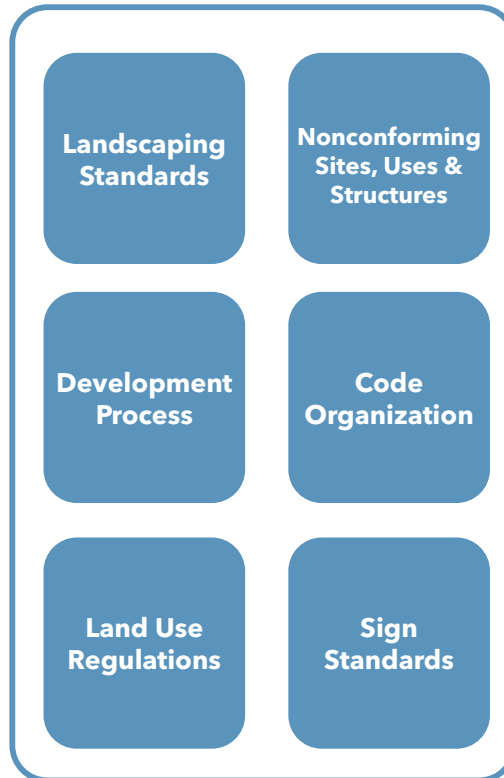 Landscaping
Standards
Nonconforming
Sites, Uses &
Structures
Development
Process
Code
Organization
Land Use
Regulations
Sign
Standards